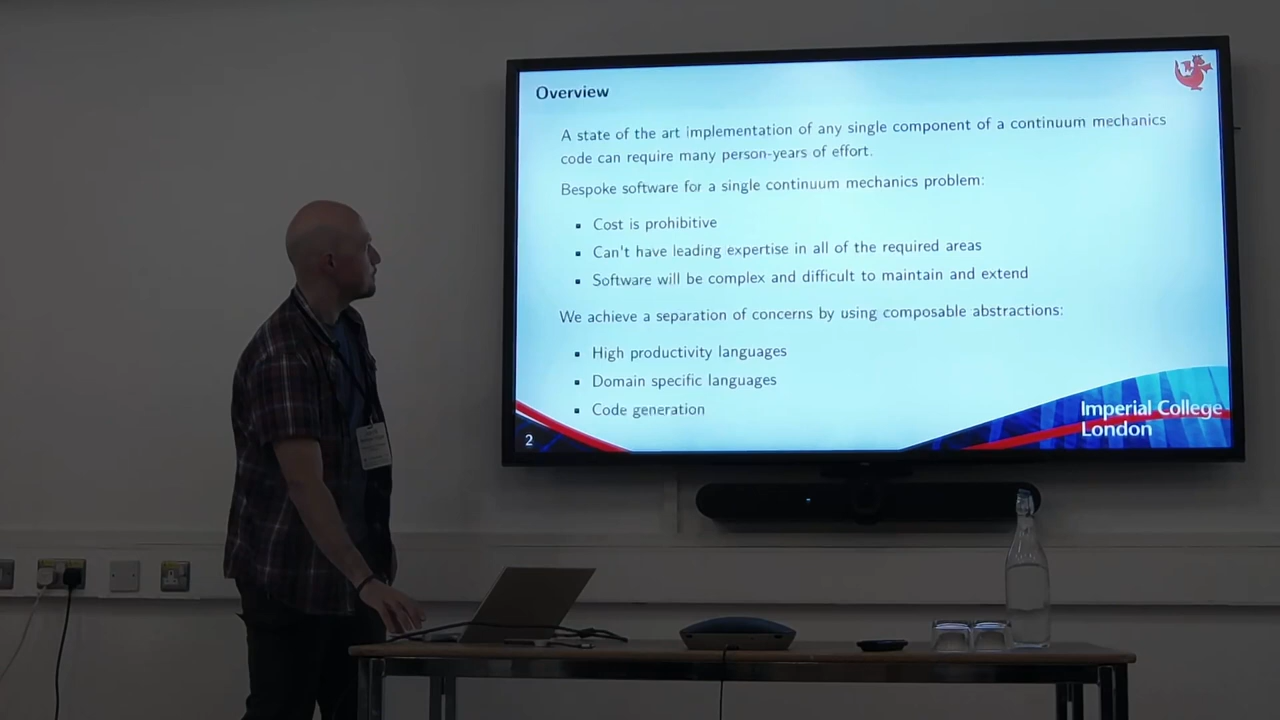 Overview
A state of the art implementation of any single component of a continuum mechanics
code can require many person-years of effort.
Bespoke software for a single continuum mechanics problem:
▪ Cost is prohibitive
▪ Can't have leading expertise in all of the required areas
▪ Software will be complex and difficult to maintain and extend
We achieve a separation of concerns by using composable abstractions:
▪ High productivity languages
▪ Domain specific languages
▪ Code generation
Imperial College
London
2